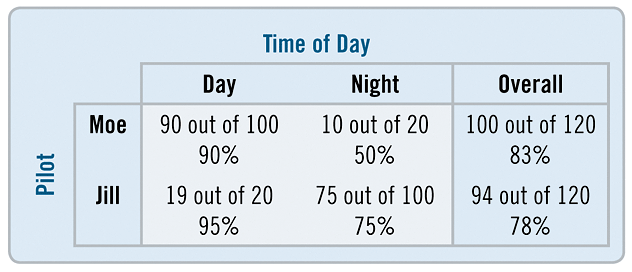 Time of Day
Day Night Overall
Pilot
Moe 90 out of 100 10 out of 20 100 out of 120
90% 50% 83%
Jill 19 out of 20 75 out of 100 94 out of 120
95% 75% 78%